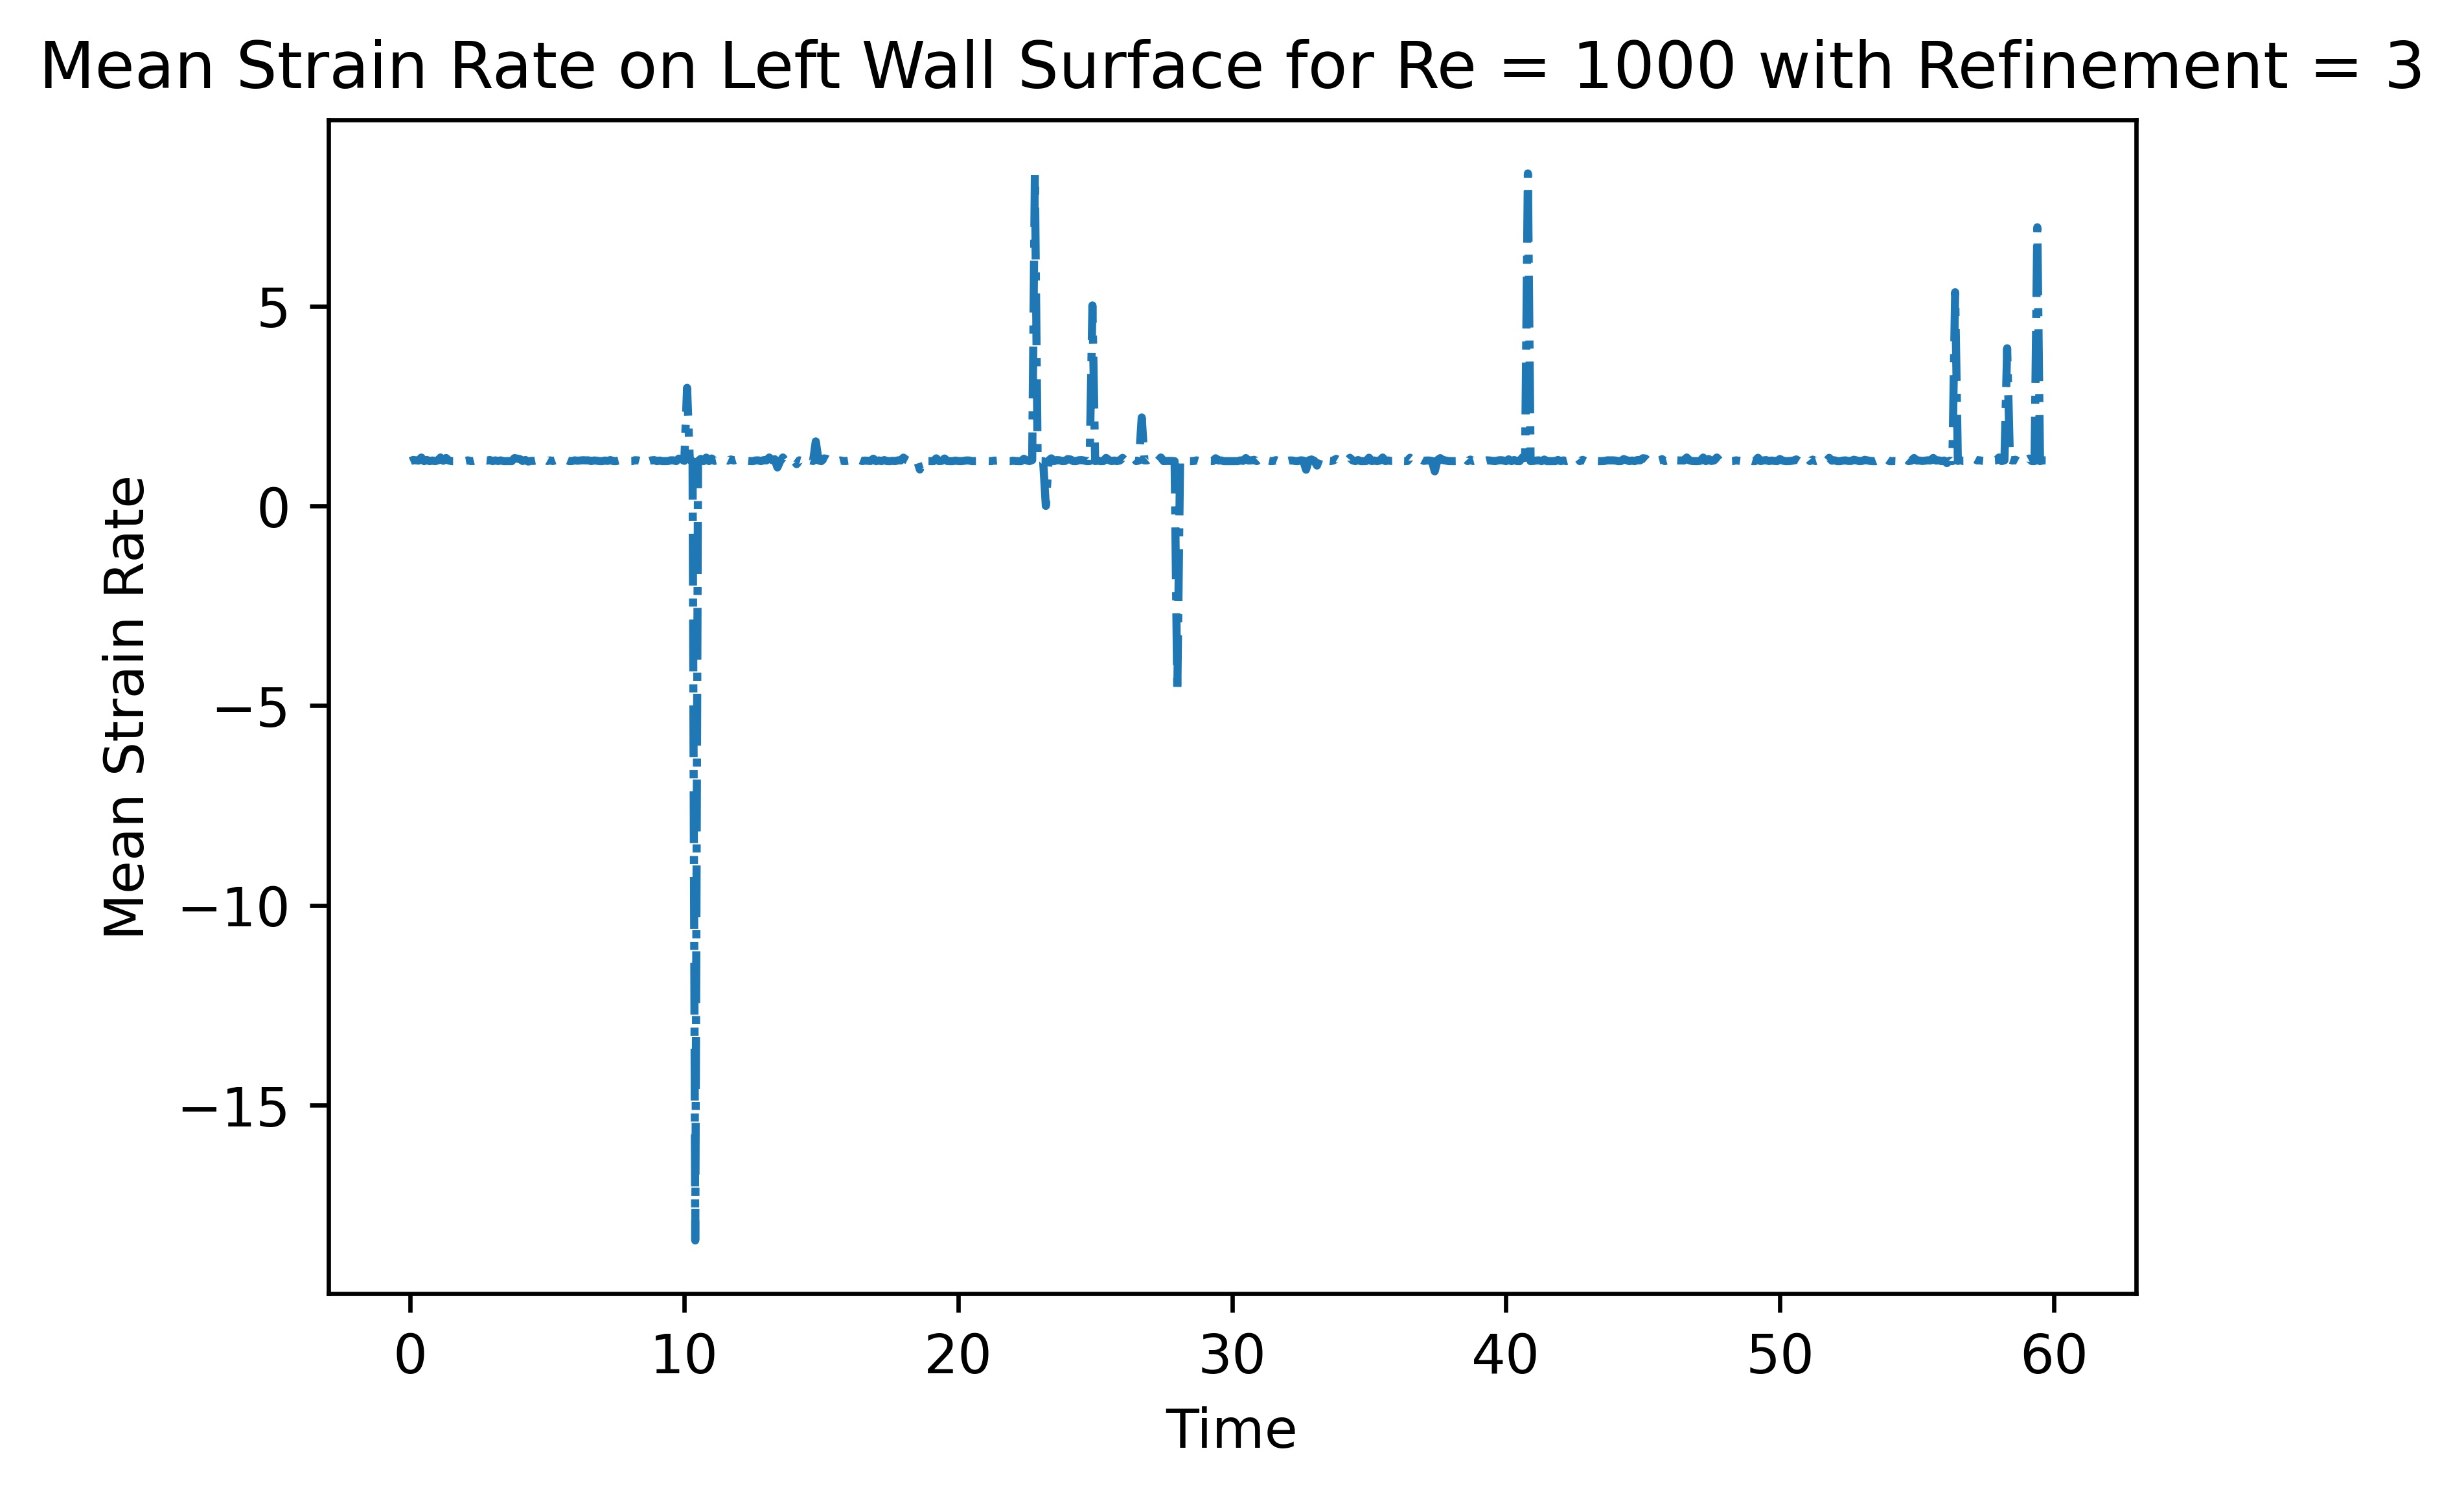 Mean Strain Rate on Left Wall Surface for Re = 1000 with Refinement = 3
Mean Strain Rate
5
0
−5
−10
−15
0 10 20 30 40 50 60
Time